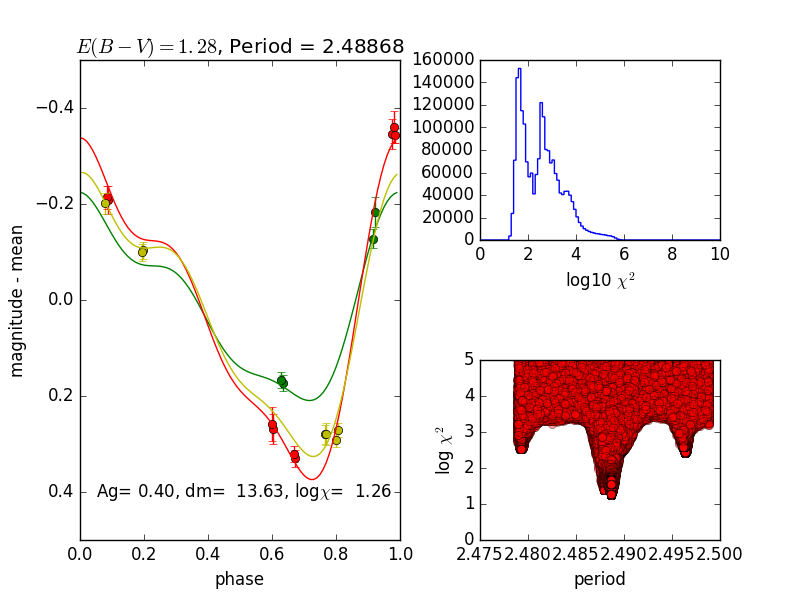 E(B−V)=1.28, Period = 2.48868
−0.4
−0.2
0.0
0.2
0.4
magnitude - mean
Ag= 0.40, dm= 13.63, logχ= 1.26
0.0 0.2 0.4 0.6 0.8 1.0
phase
160000
140000
120000
100000
80000
60000
40000
20000
0
0 2 4 6 8 10
log10 χ²
5
4
3
2
1
0
log χ²
2.475 2.480 2.485 2.490 2.495 2.500
period